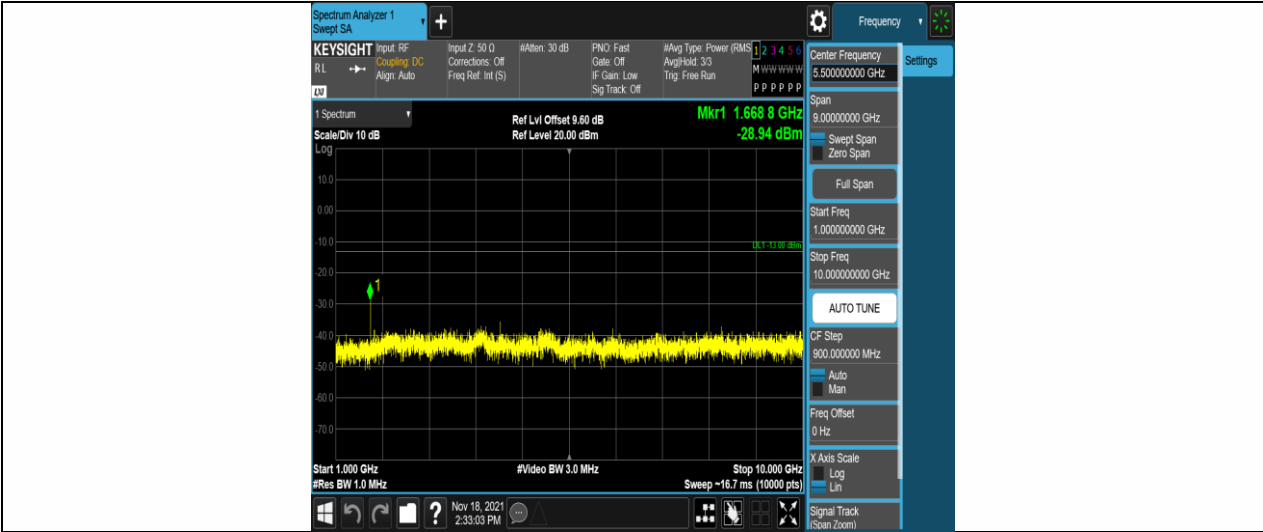 Spectrum Analyzer 1
Swept SA
+
Frequency
KEYSIGHT
RL
LXI
Input: RF
Coupling: DC
Align: Auto
Input Z: 50 Ω
Corrections: Off
Freq Ref: Int (S)
#Atten: 30 dB
PNO: Fast
Gate: Off
IF Gain: Low
Sig Track: Off
#Avg Type: Power (RMS
Avg|Hold: 3/3
Trig: Free Run
1 2 3 4 5 6
M W W W W W
P P P P P P
1 Spectrum
Scale/Div 10 dB
Ref Lvl Offset 9.60 dB
Ref Level 20.00 dBm
Mkr1 1.668 8 GHz
-28.94 dBm
Log
10.0
0.00
-10.0
DL1 -13.00 dBm
-20.0
1
-30.0
-40.0
-50.0
-60.0
-70.0
Start 1.000 GHz
#Res BW 1.0 MHz
#Video BW 3.0 MHz
Stop 10.000 GHz
Sweep ~16.7 ms (10000 pts)
?
Nov 18, 2021
2:33:03 PM
Center Frequency
5.500000000 GHz
Settings
Span
9.00000000 GHz
Swept Span
Zero Span
Full Span
Start Freq
1.000000000 GHz
Stop Freq
10.000000000 GHz
AUTO TUNE
CF Step
900.000000 MHz
Auto
Man
Freq Offset
0 Hz
X Axis Scale
Log
Lin
Signal Track
(Span Zoom)